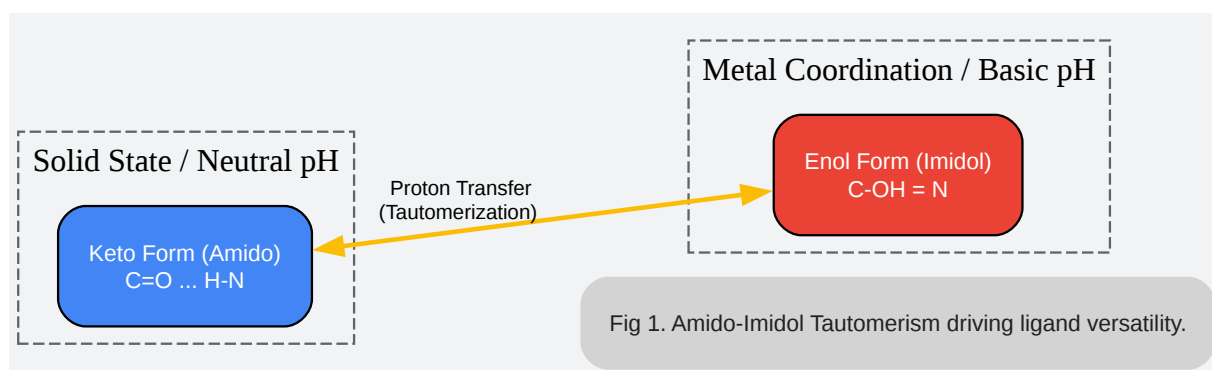 Metal Coordination / Basic pH
Enol Form (Imidol)
C-OH = N
Solid State / Neutral pH
Keto Form (Amido)
C=O ... H-N
Proton Transfer
(Tautomerization)
Fig 1. Amido-Imidol Tautomerism driving ligand versatility.